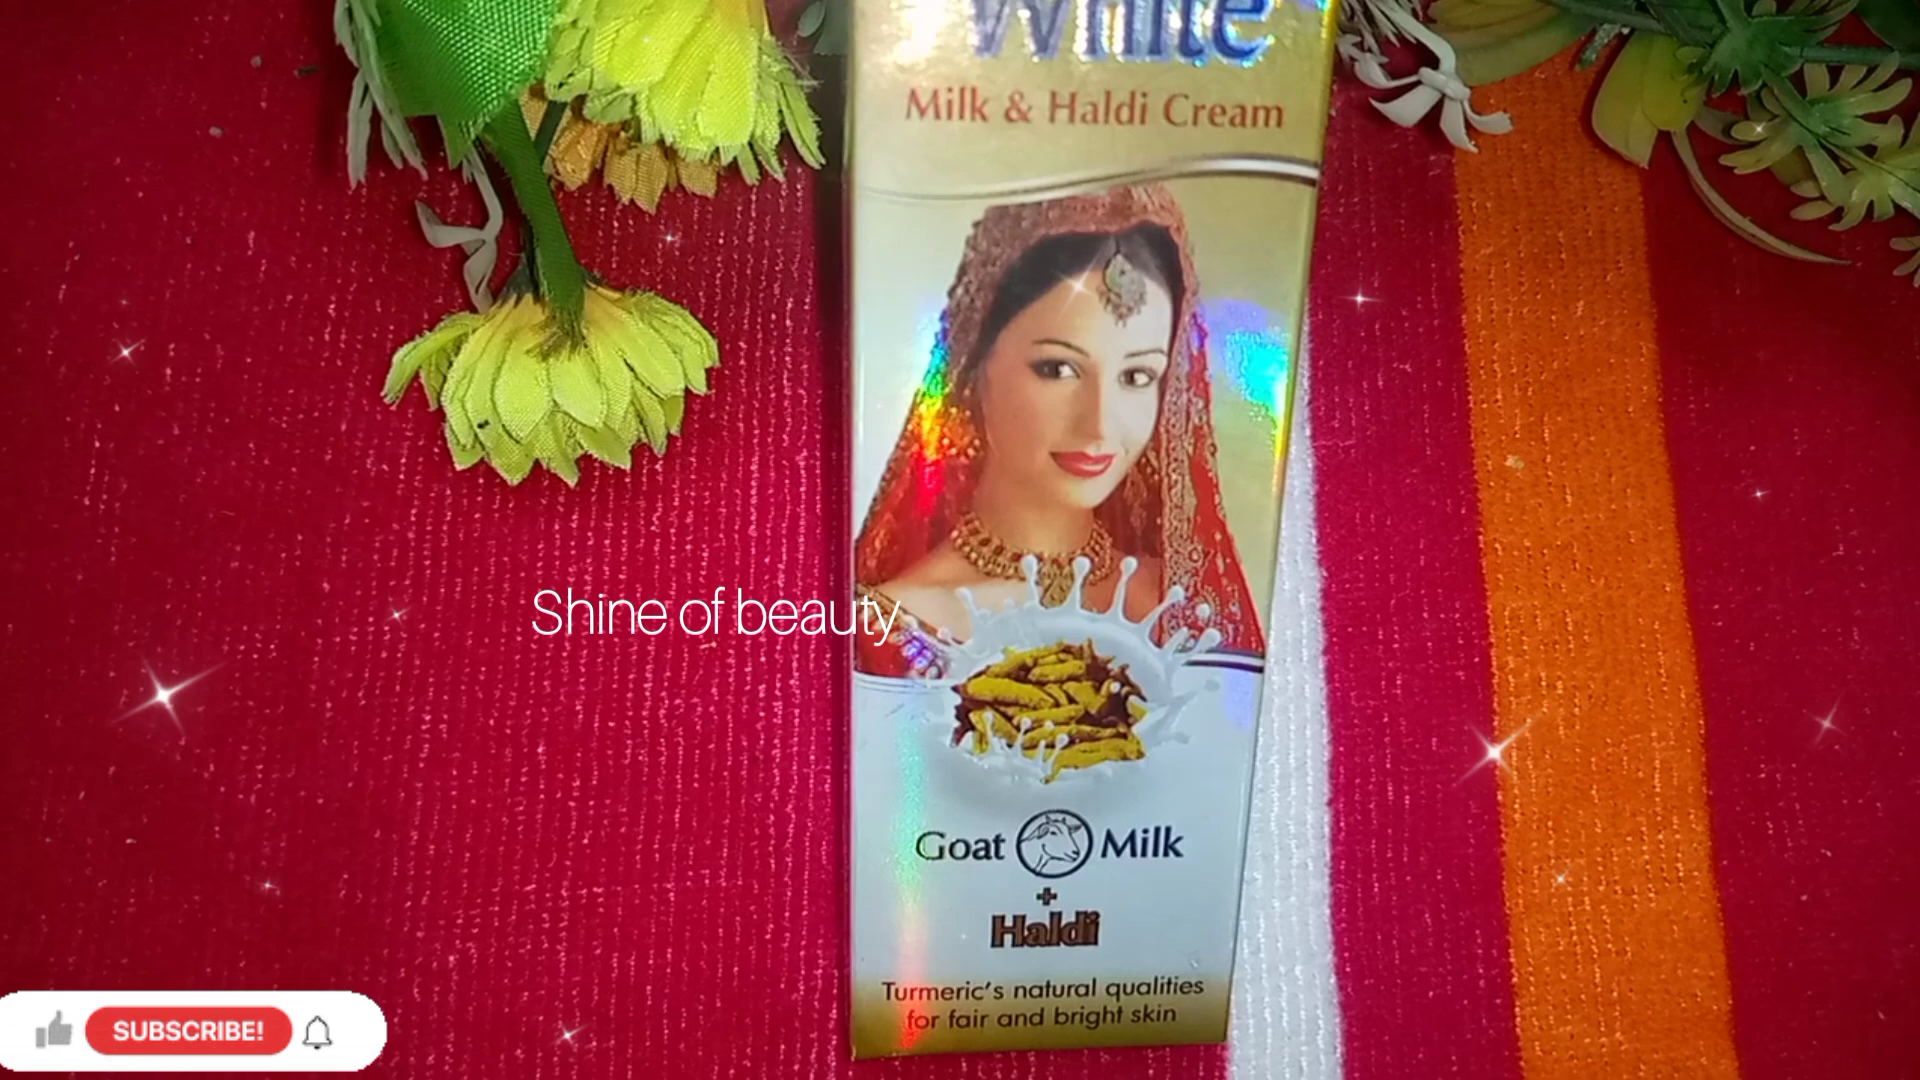 White
Milk & Haldi Cream
Shine of beauty
Goat Milk
+
Haldi
Turmeric's natural qualities
for fair and bright skin
SUBSCRIBE!